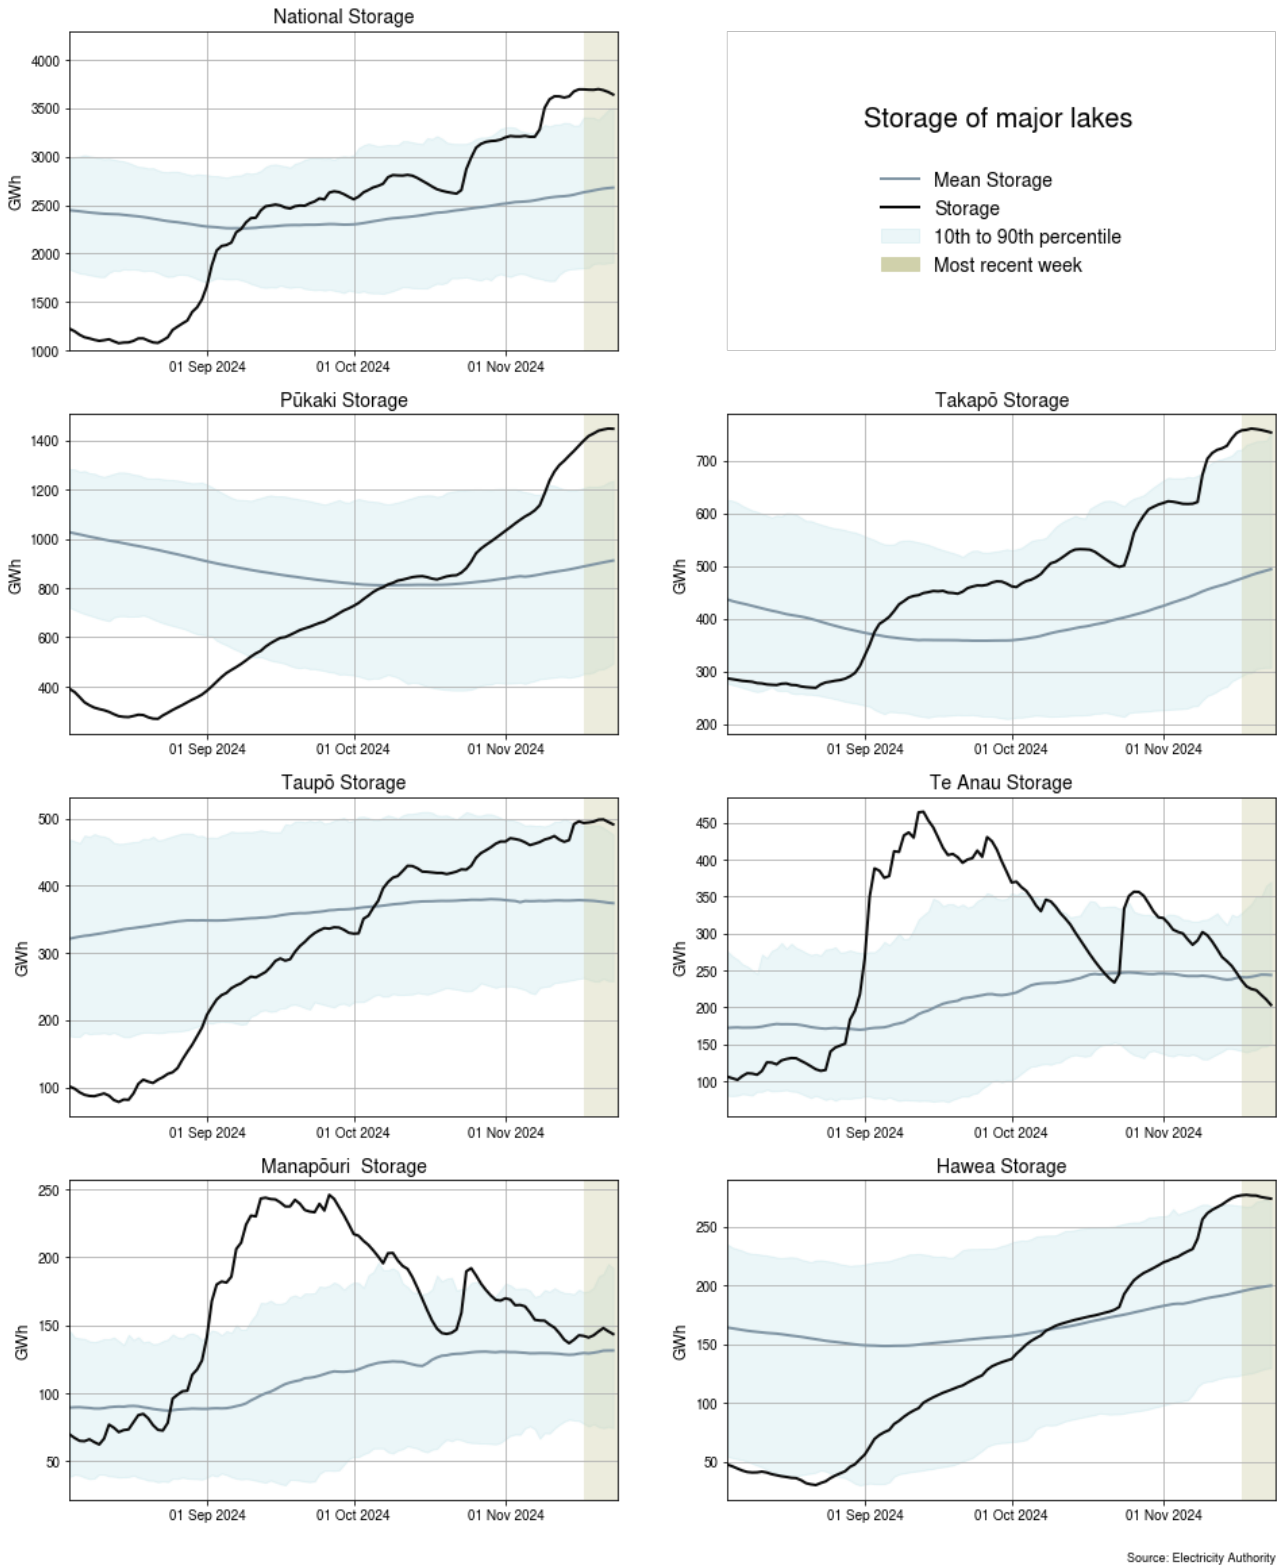 National Storage
4000
3500
3000
2500
2000
1500
1000
GWh
01 Sep 2024 01 Oct 2024 01 Nov 2024
Storage of major lakes
Mean Storage
Storage
10th to 90th percentile
Most recent week
Pūkaki Storage
1400
1200
1000
800
600
400
GWh
01 Sep 2024 01 Oct 2024 01 Nov 2024
Takapō Storage
700
600
500
400
300
200
GWh
01 Sep 2024 01 Oct 2024 01 Nov 2024
Taupō Storage
500
400
300
200
100
GWh
01 Sep 2024 01 Oct 2024 01 Nov 2024
Te Anau Storage
450
400
350
300
250
200
150
100
GWh
01 Sep 2024 01 Oct 2024 01 Nov 2024
Manapōuri Storage
250
200
150
100
50
GWh
01 Sep 2024 01 Oct 2024 01 Nov 2024
Hawea Storage
250
200
150
100
50
GWh
01 Sep 2024 01 Oct 2024 01 Nov 2024
Source: Electricity Authority